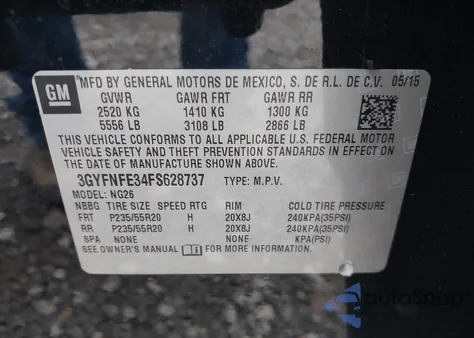 GM
MFD BY GENERAL MOTORS DE MEXICO, S. DE R.L. DE C.V. 05/15
GVWR GAWR FRT GAWR RR
2520 KG 1410 KG 1300 KG
5556 LB 3108 LB 2866 LB
THIS VEHICLE CONFORMS TO ALL APPLICABLE U.S. FEDERAL MOTOR
VEHICLE SAFETY AND THEFT PREVENTION STANDARDS IN EFFECT
ON THE DATE OF MANUFACTURE SHOWN ABOVE.
3GYFNFE34FS628737 TYPE: M.P.V.
MODEL: NG26
NBBG TIRE SIZE SPEED RTG RIM COLD TIRE PRESSURE
FRT P235/55R20 H 20X8J 240KPA(35PSI)
RR P235/55R20 H 20X8J 240KPA(35PSI)
SPA NONE NONE KPA(PSI)
SEE OWNER'S MANUAL FOR MORE INFORMATION.
autoSnap